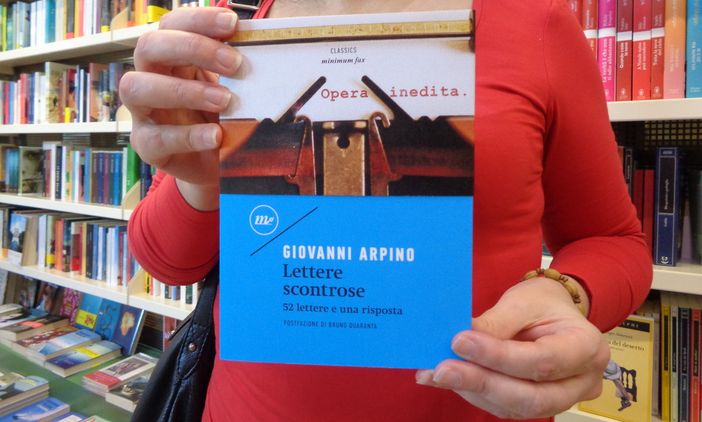 CLASSICS
minimum fax
Opera inedita.
mf
GIOVANNI ARPINO
Lettere
scontrose
52 lettere e una risposta
POSTFAZIONE DI BRUNO QUARANTA